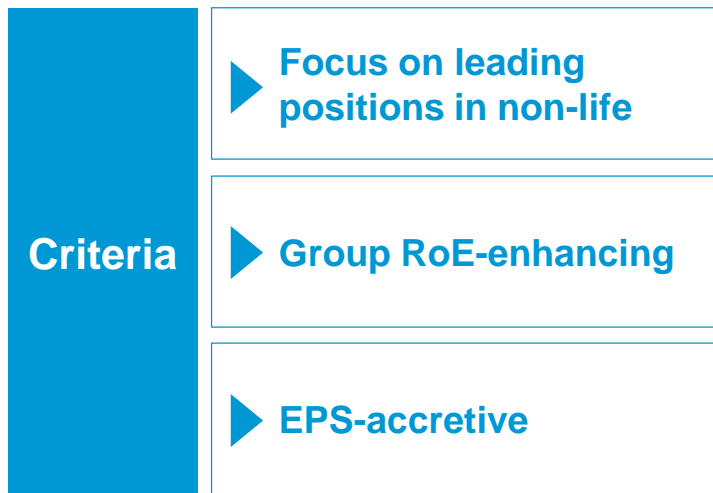 Criteria
Focus on leading
positions in non-life
Group RoE-enhancing
EPS-accretive